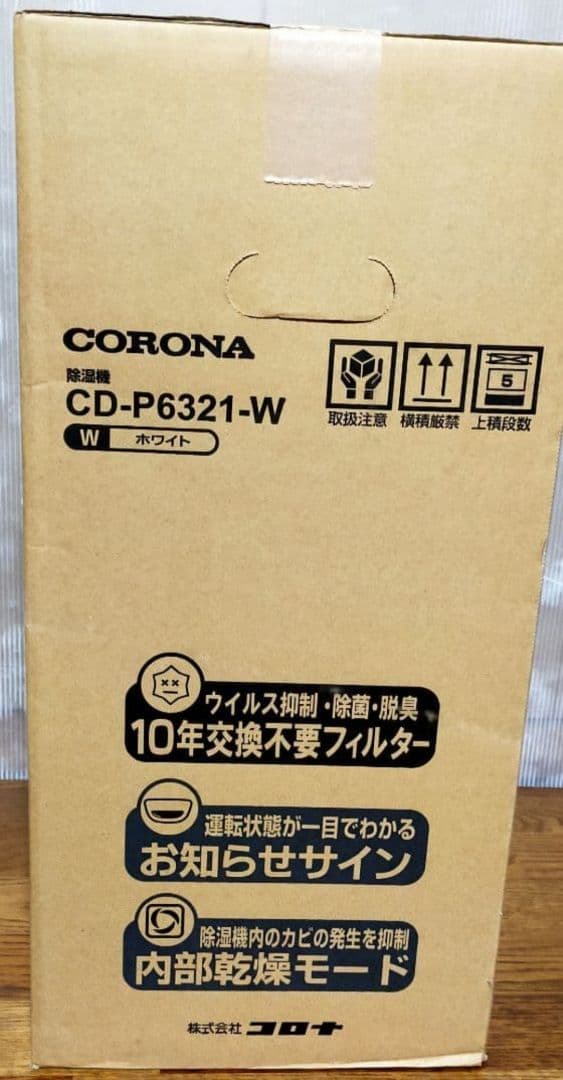 CORONA
除湿機
CD-P6321-W
W ホワイト
5
取扱注意 横積厳禁 上積段数
ウイルス抑制・除菌・脱臭
10年交換不要フィルター
運転状態が一目でわかる
お知らせサイン
除湿機内のカビの発生を抑制
内部乾燥モード
株式会社 コロナ